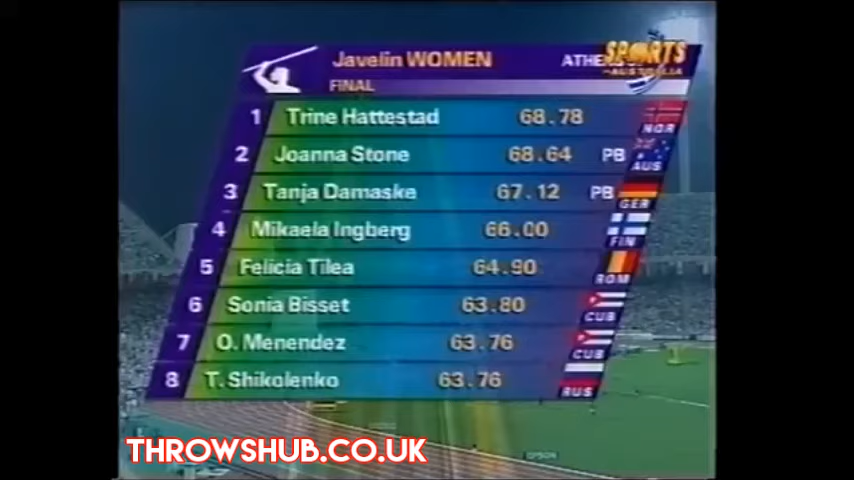 Javelin WOMEN
SPORTS
AUSTRALIA
FINAL
1 Trine Hattestad 68.78 NOR
2 Joanna Stone 68.64 PB AUS
3 Tanja Damaske 67.12 PB GER
4 Mikaela Ingberg 66.00 FIN
5 Felicia Tilea 64.90 ROM
6 Sonia Bisset 63.80 CUB
7 O. Menendez 63.76 CUB
8 T. Shikolenko 63.76 RUS
THROWSHUB.CO.UK
EPSON